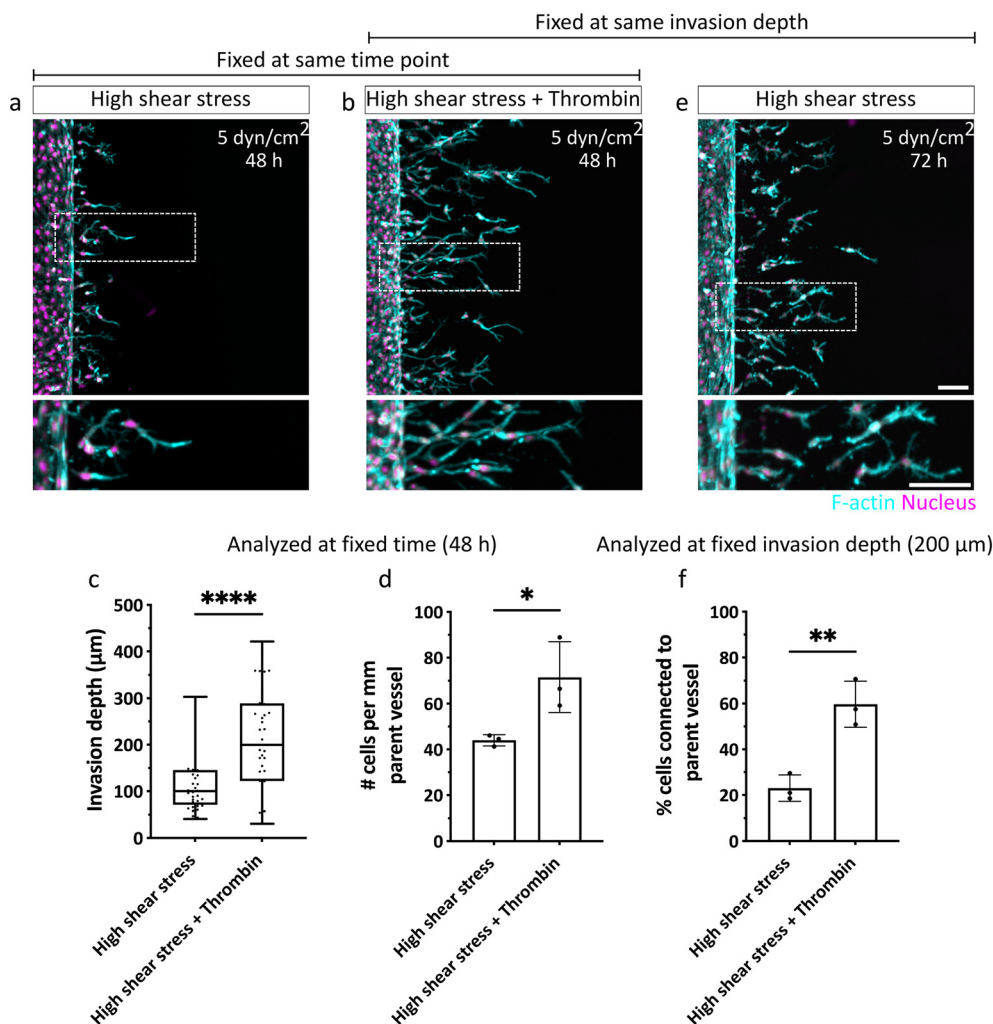 Fixed at same invasion depth
Fixed at same time point
a
High shear stress
5 dyn/cm2
48 h
b
High shear stress + Thrombin
5 dyn/cm2
48 h
e
High shear stress
5 dyn/cm2
72 h
F-actin Nucleus
Analyzed at fixed time (48 h)
c
****
Invasion depth (µm)
500
400
300
200
100
0
High shear stress
High shear stress + Thrombin
d
*
# cells per mm
parent vessel
100
80
60
40
20
0
High shear stress
High shear stress + Thrombin
Analyzed at fixed invasion depth (200 µm)
f
**
% cells connected to
parent vessel
100
80
60
40
20
0
High shear stress
High shear stress + Thrombin